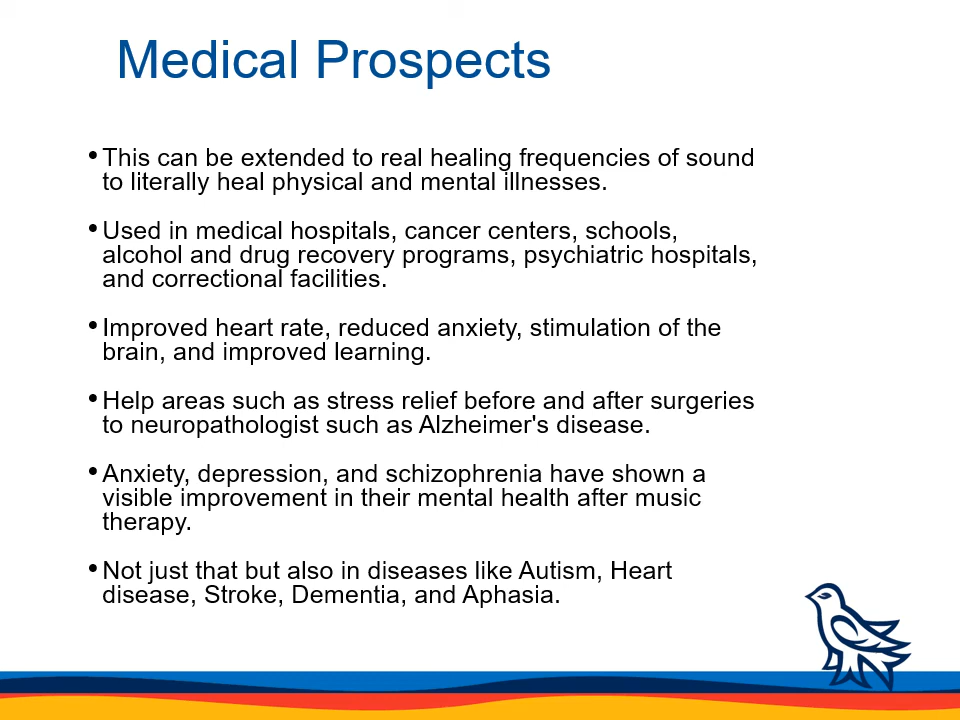 Medical Prospects
•This can be extended to real healing frequencies of sound
to literally heal physical and mental illnesses.
•Used in medical hospitals, cancer centers, schools,
alcohol and drug recovery programs, psychiatric hospitals,
and correctional facilities.
•Improved heart rate, reduced anxiety, stimulation of the
brain, and improved learning.
•Help areas such as stress relief before and after surgeries
to neuropathologist such as Alzheimer's disease.
•Anxiety, depression, and schizophrenia have shown a
visible improvement in their mental health after music
therapy.
•Not just that but also in diseases like Autism, Heart
disease, Stroke, Dementia, and Aphasia.